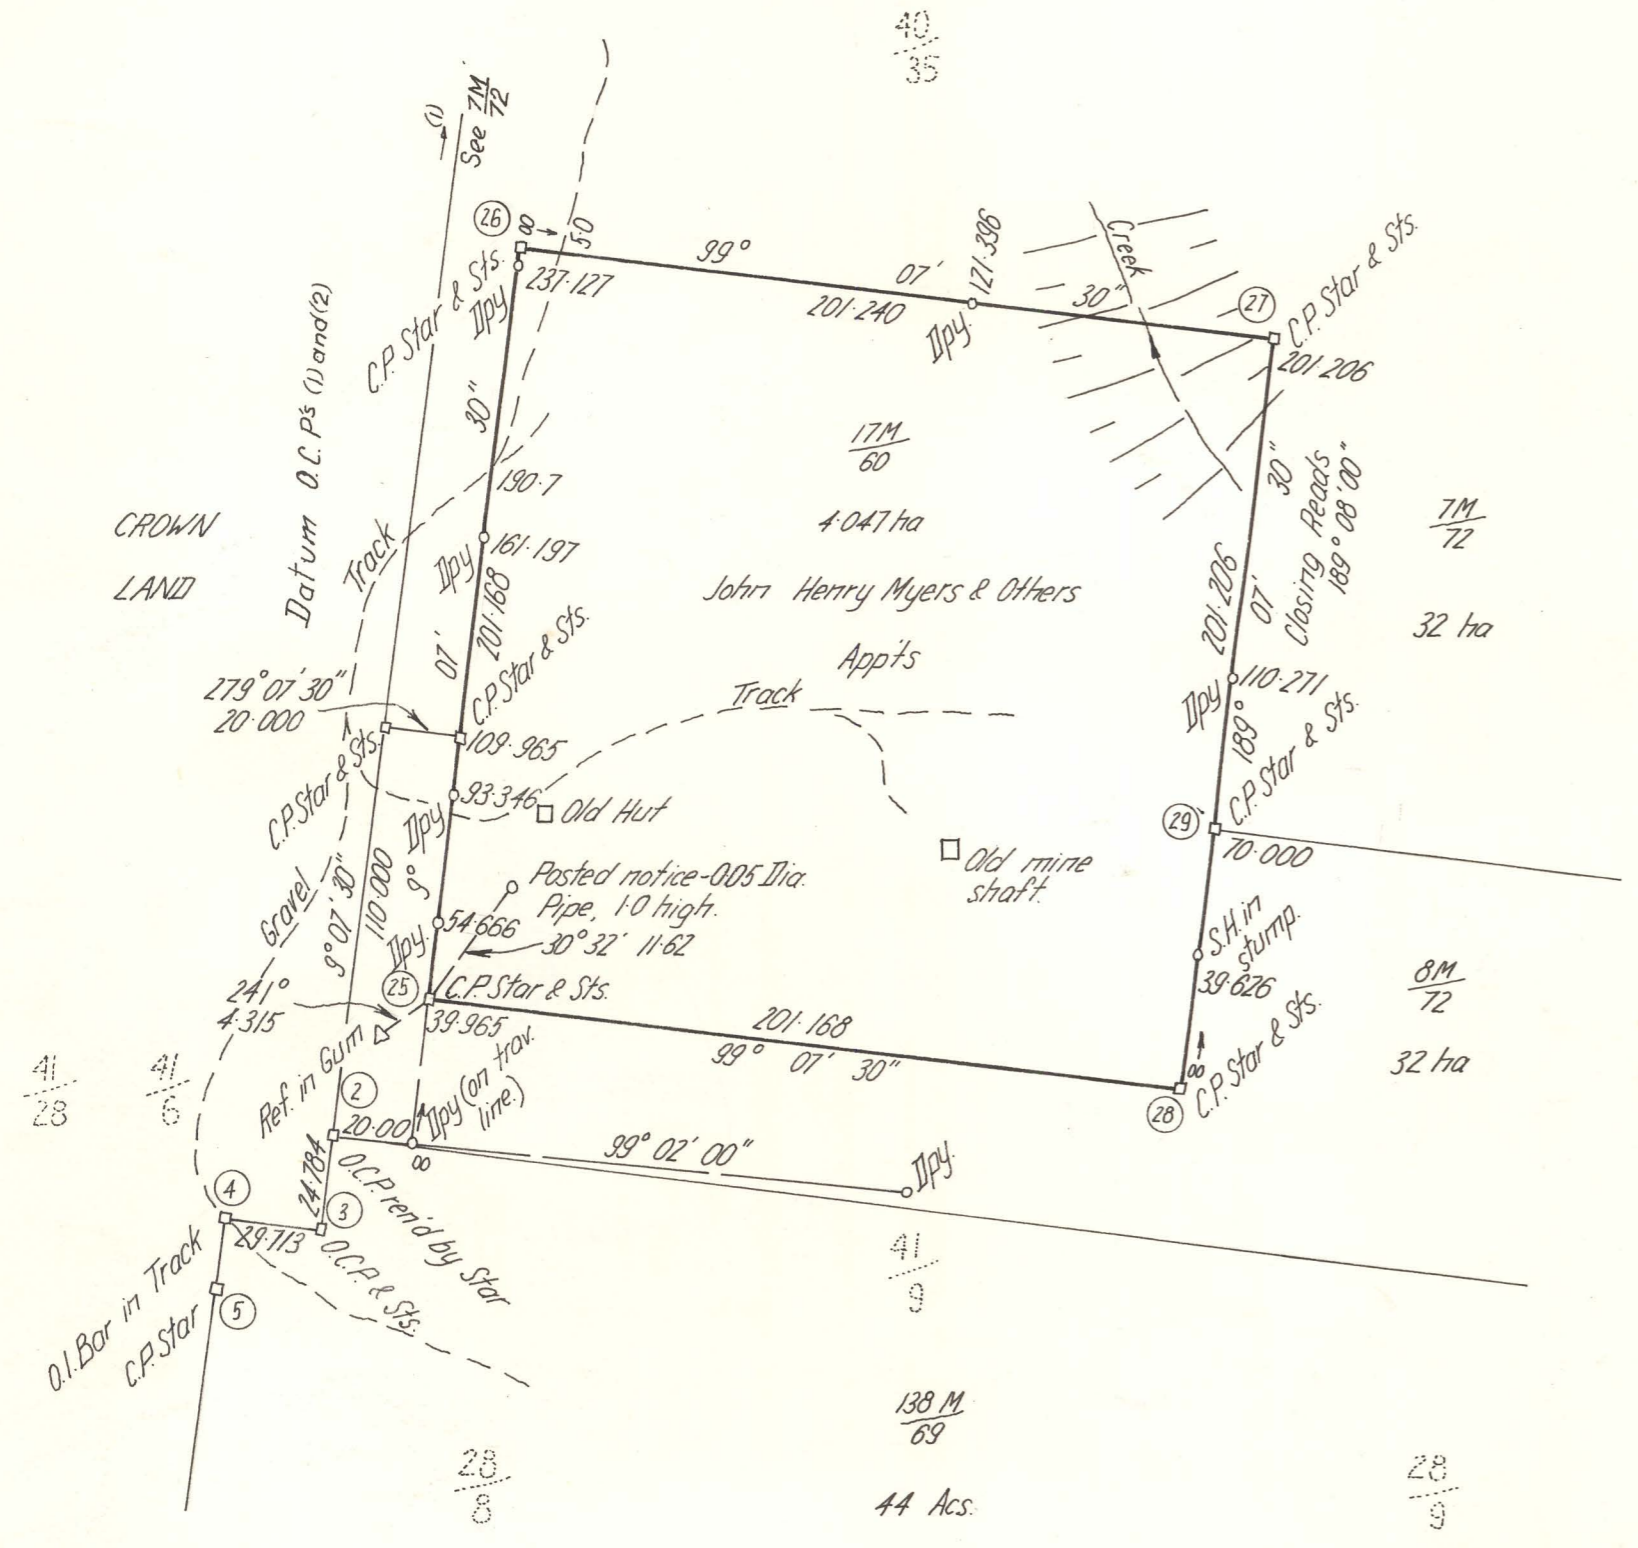 40
35
(1)
See 7M
72
26
00
5.0
99°
07'
30"
121.396
Creek
27
C.P. Star & Sts.
C.P. Star & Sts.
Dpy
237.127
201.240
Dpy.
201.206
Datum O.C.P's (1) and (2)
30"
17M
60
190.7
4.047 ha
30"
Closing Reads
189° 08' 00"
7M
72
CROWN
LAND
Track
Dpy
161.197
201.168
07'
John Henry Myers & Others
App'ts
32 ha
201.206
07'
C.P. Star & Sts.
279° 07' 30"
20.000
Track
Dpy
110.271
189°
C.P. Star & Sts.
109.965
C.P. Star & Sts.
93.346
Dpy
Old Hut
29
70.000
Old mine
shaft.
Gravel
9° 07' 30"
110.000
9°
Posted notice-0.05 Dia.
Pipe, 1.0 high.
30° 32' 11.62
54.666
Dpy.
S.H. in
stump.
39.626
25
C.P. Star & Sts.
241°
4.315
39.965
201.168
99° 07' 30"
8M
72
32 ha
00
C.P. Star & Sts.
28
41
28
41
6
Ref. in Gum
2
20.00
Dpy (on trav.
line.)
00
99° 02' 00"
Dpy.
24.784
O.C.P. ren'd by Star
4
3
29.713
O.C.P. & Sts.
O.I. Bar in Track
C.P. Star
5
41
9
138 M
69
28
8
44 Acs.
28
9